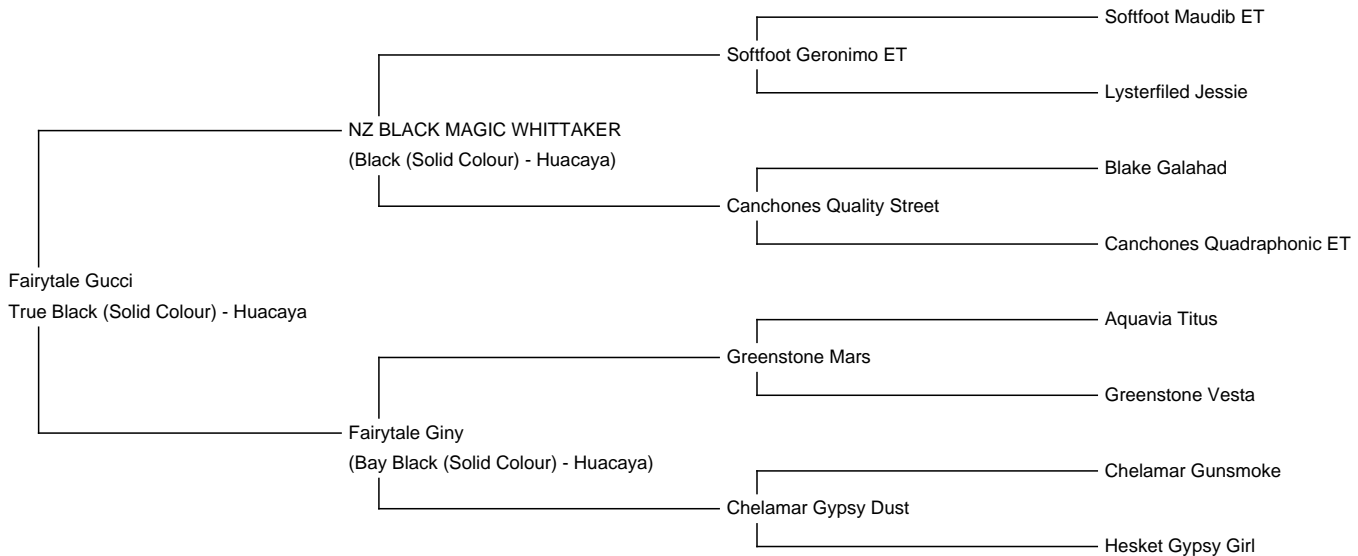 Softfoot Maudib ET
Softfoot Geronimo ET
Lysterfiled Jessie
NZ BLACK MAGIC WHITTAKER
(Black (Solid Colour) - Huacaya)
Blake Galahad
Canchones Quality Street
Canchones Quadraphonic ET
Fairytale Gucci
True Black (Solid Colour) - Huacaya
Aquavia Titus
Greenstone Mars
Greenstone Vesta
Fairytale Giny
(Bay Black (Solid Colour) - Huacaya)
Chelamar Gunsmoke
Chelamar Gypsy Dust
Hesket Gypsy Girl